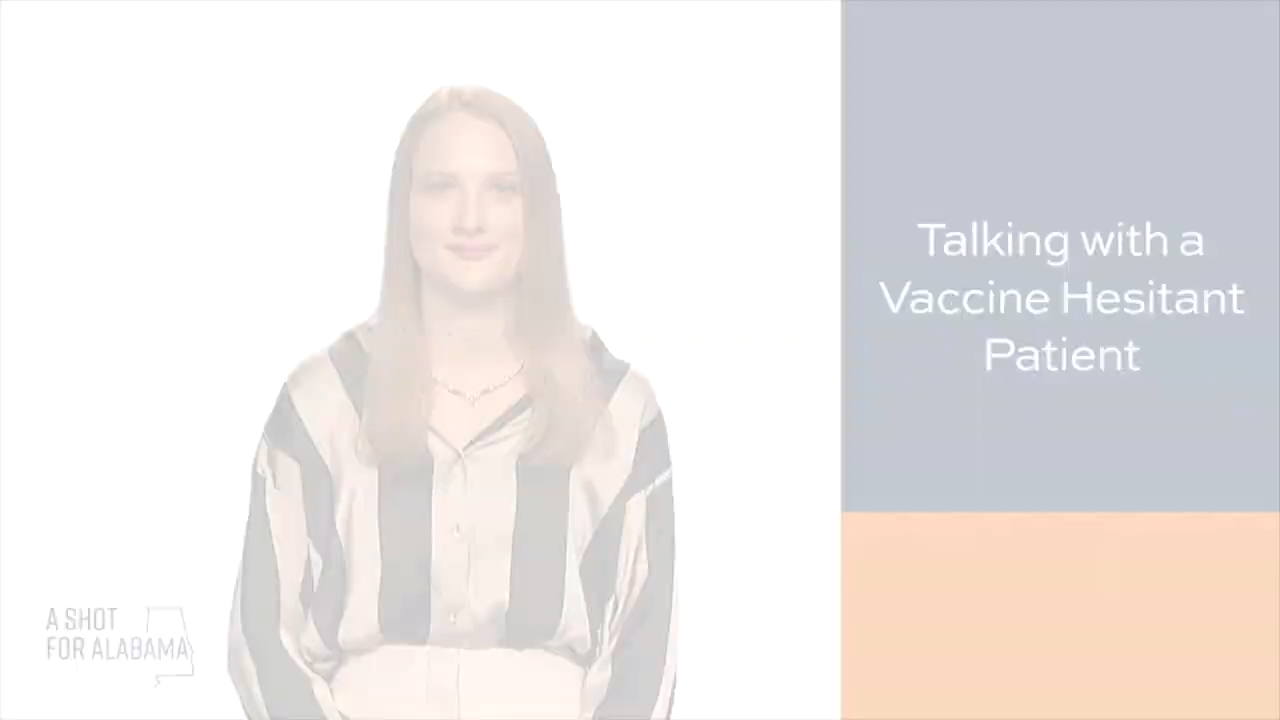 Talking with a
Vaccine Hesitant
Patient
A SHOT
FOR ALABAMA